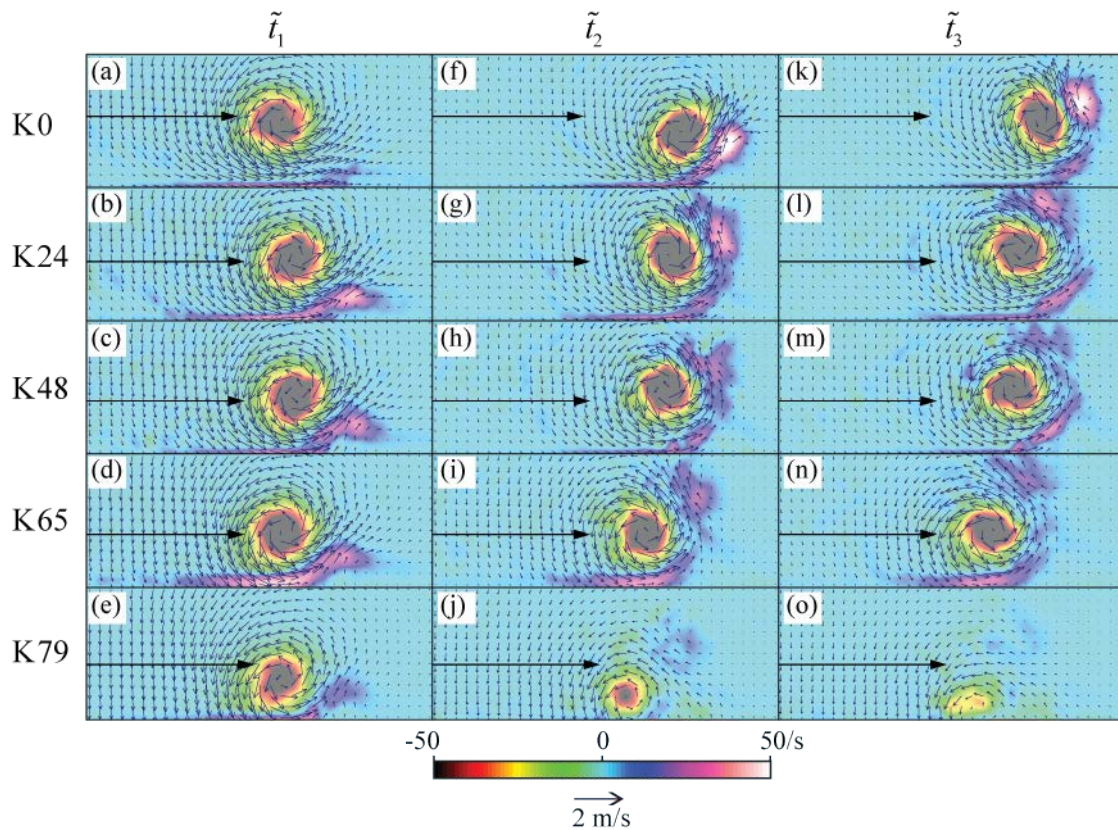 t̃₁ t̃₂ t̃₃
K0 (a) (f) (k)
K24 (b) (g) (l)
K48 (c) (h) (m)
K65 (d) (i) (n)
K79 (e) (j) (o)
-50 0 50/s
2 m/s